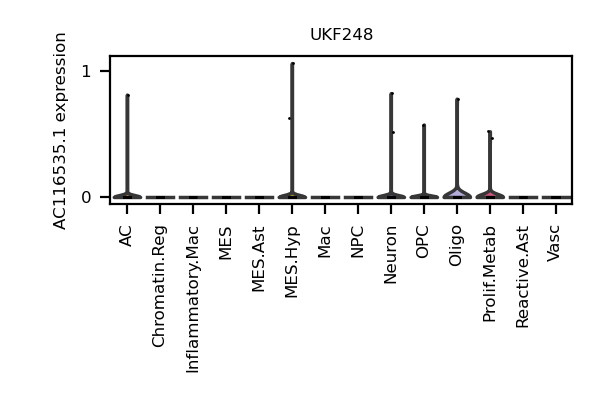 UKF248
AC116535.1 expression
1
0
AC
Chromatin.Reg
Inflammatory.Mac
MES
MES.Ast
MES.Hyp
Mac
NPC
Neuron
OPC
Oligo
Prolif.Metab
Reactive.Ast
Vasc